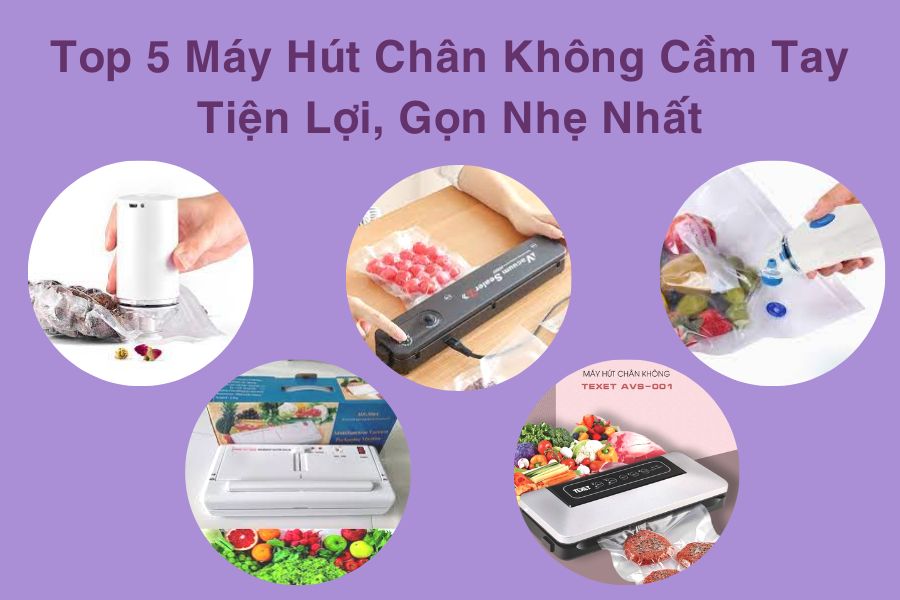 Top 5 Máy Hút Chân Không Cầm Tay
Tiện Lợi, Gọn Nhẹ Nhất
Vacuum Sealer
MÁY HÚT CHÂN KHÔNG
TEXET AVS-001
TEXET